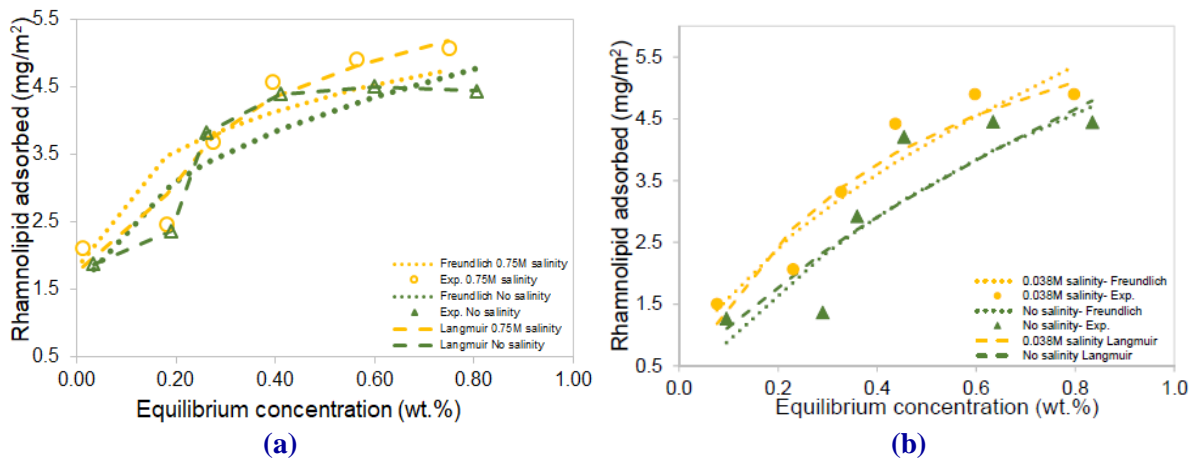 Rhamnolipid adsorbed (mg/m²)
5.5
4.5
3.5
2.5
1.5
0.5
0.00 0.20 0.40 0.60 0.80 1.00
Equilibrium concentration (wt.%)
Freundlich 0.75M salinity
Exp. 0.75M salinity
Freundlich No salinity
Exp. No salinity
Langmuir 0.75M salinity
Langmuir No salinity
(a)
Rhamnolipid adsorbed (mg/m²)
5.5
4.5
3.5
2.5
1.5
0.5
0.0 0.2 0.4 0.6 0.8 1.0
Equilibrium concentration (wt.%)
0.038M salinity- Freundlich
0.038M salinity- Exp.
No salinity- Freundlich
No salinity- Exp.
0.038M salinity Langmuir
No salinity Langmuir
(b)